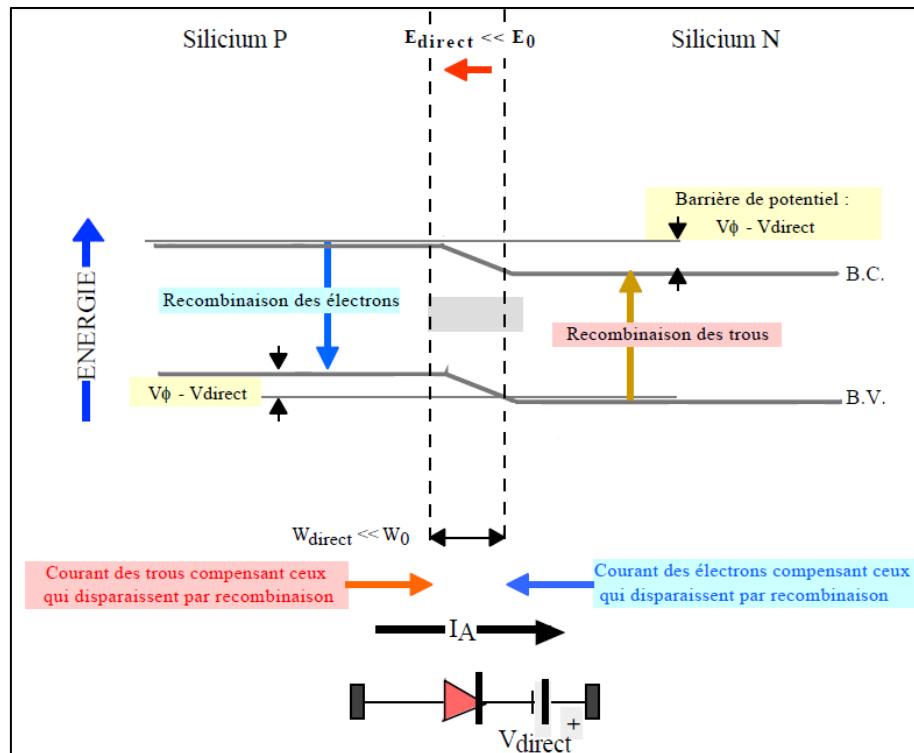 Silicium P
E direct << E0
Silicium N
Barrière de potentiel :
Vϕ - Vdirect
ENERGIE
B.C.
Recombinaison des électrons
Recombinaison des trous
Vϕ - Vdirect
B.V.
Wdirect << W0
Courant des trous compensant ceux
qui disparaissent par recombinaison
Courant des électrons compensant ceux
qui disparaissent par recombinaison
IA
Vdirect
+